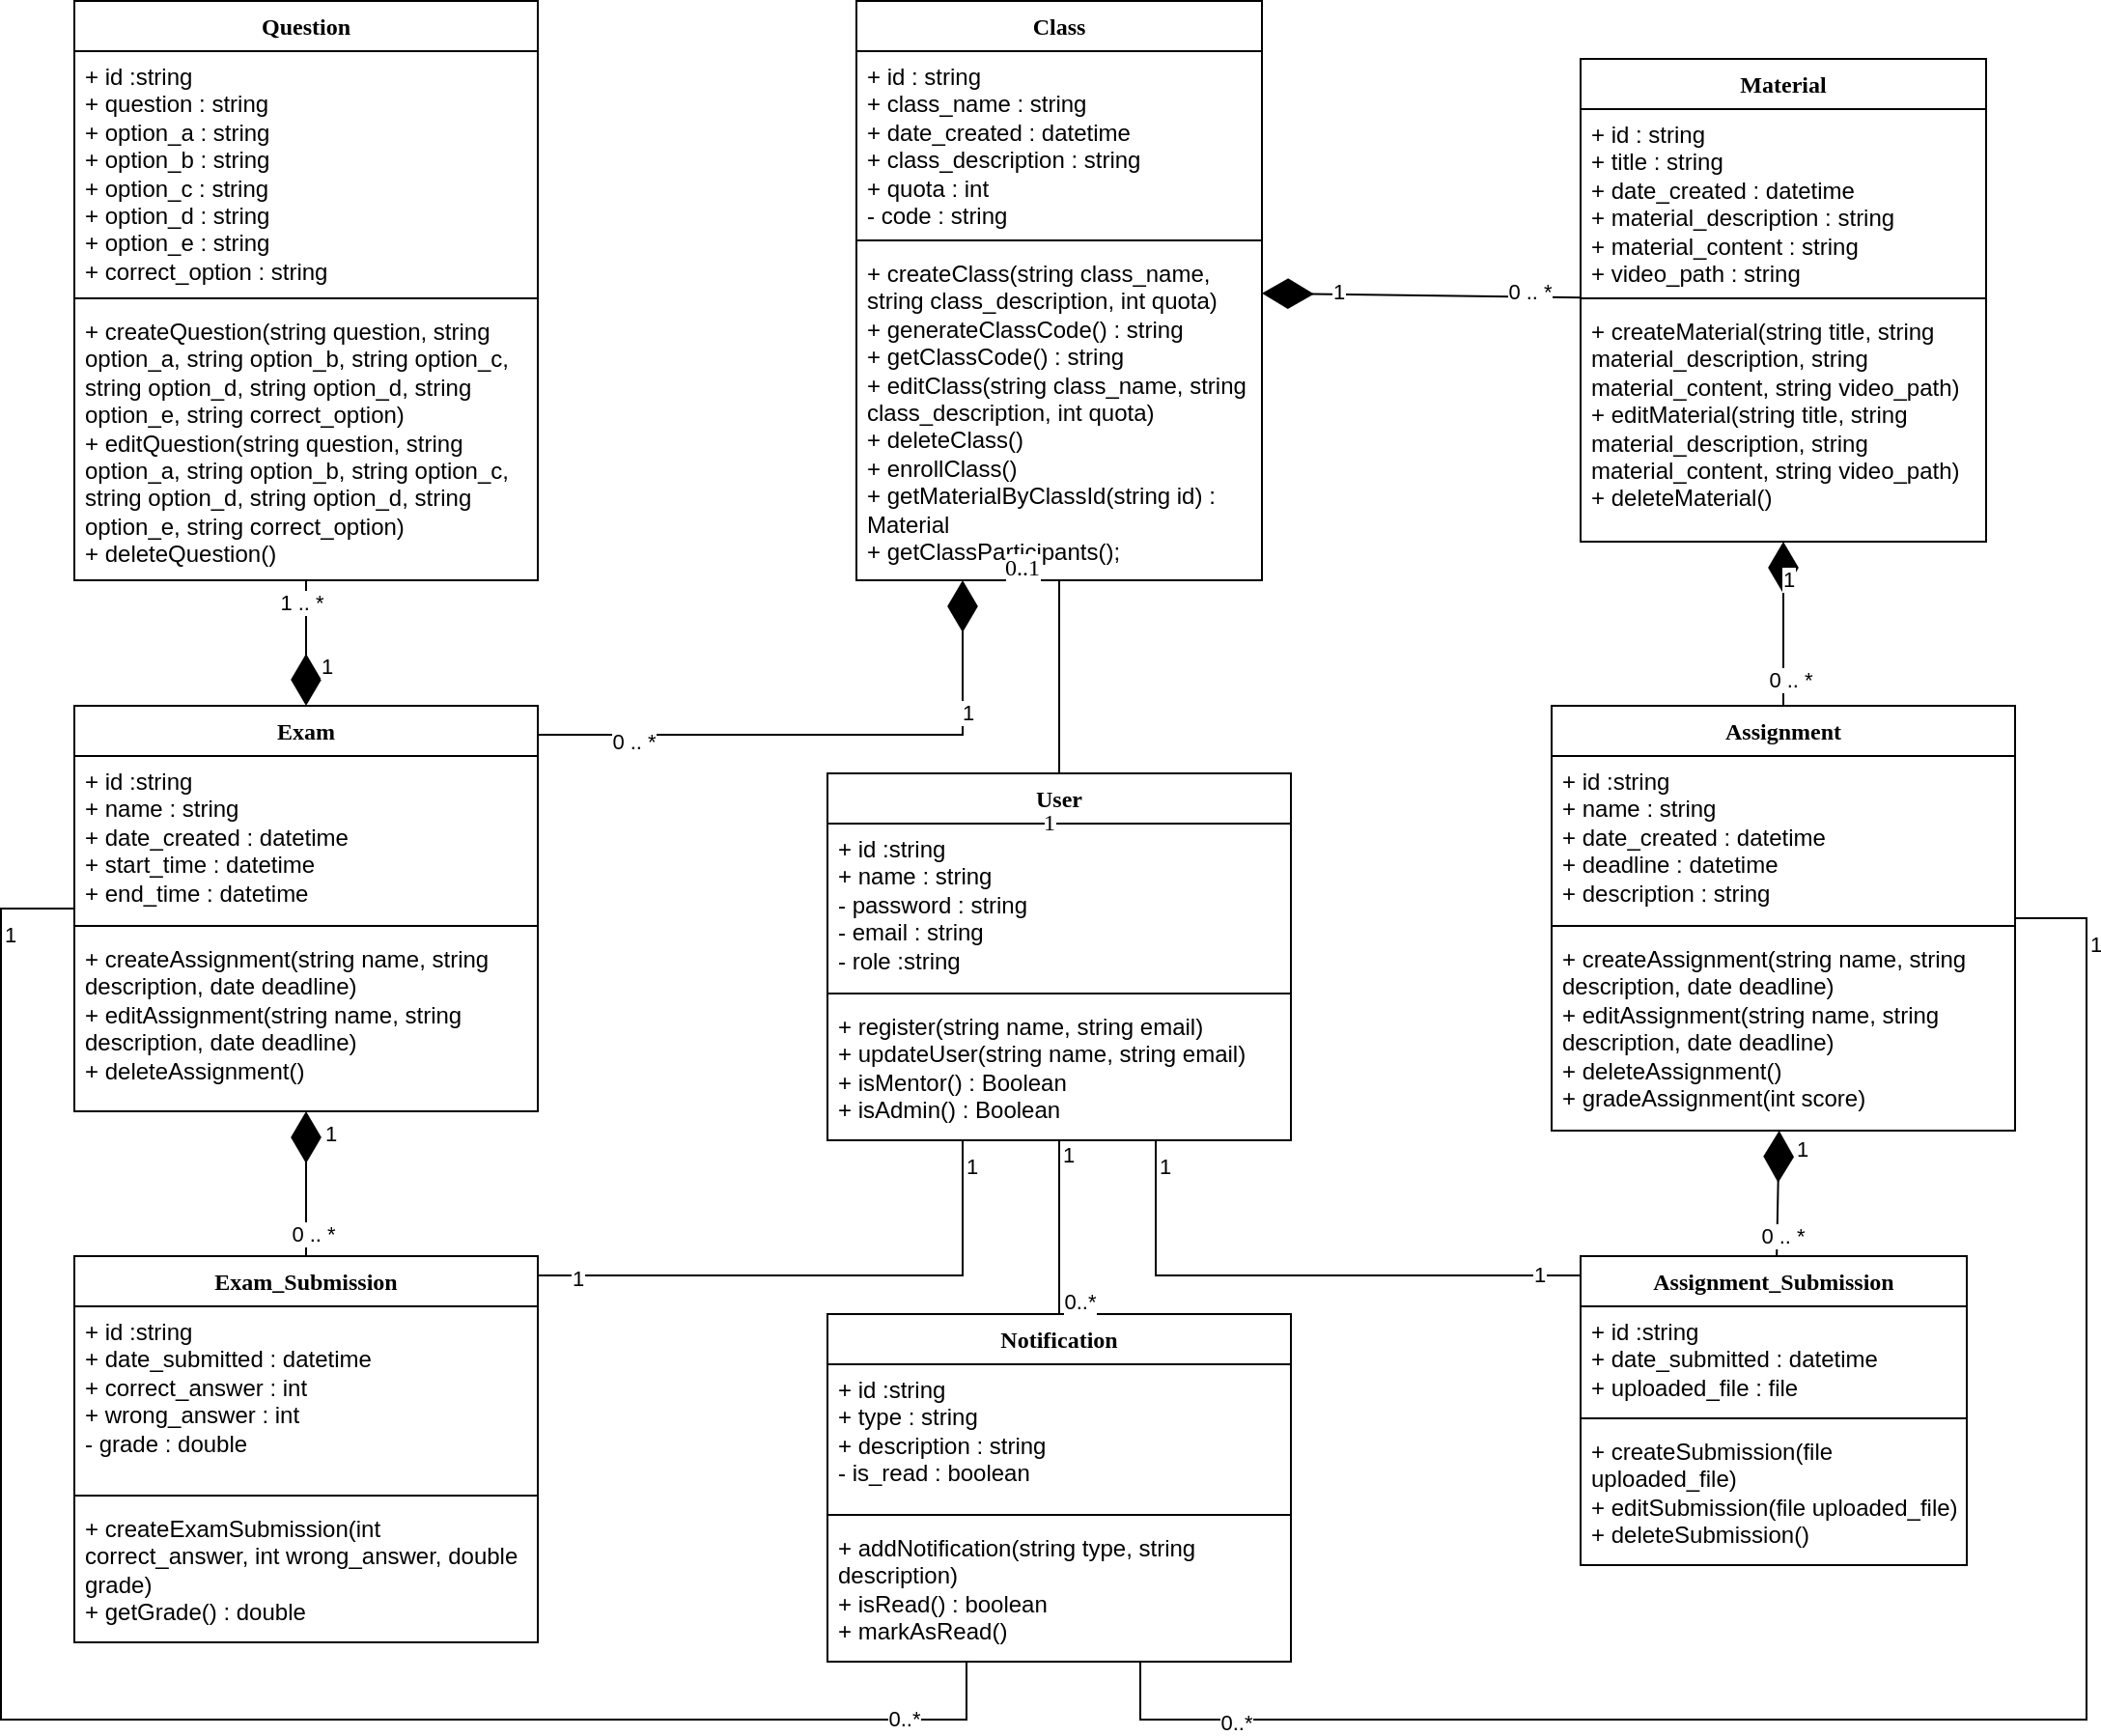 Question
+ id :string
+ question : string
+ option_a : string
+ option_b : string
+ option_c : string
+ option_d : string
+ option_e : string
+ correct_option : string
+ createQuestion(string question, string
option_a, string option_b, string option_c,
string option_d, string option_d, string
option_e, string correct_option)
+ editQuestion(string question, string
option_a, string option_b, string option_c,
string option_d, string option_d, string
option_e, string correct_option)
+ deleteQuestion()
Class
+ id : string
+ class_name : string
+ date_created : datetime
+ class_description : string
+ quota : int
- code : string
+ createClass(string class_name,
string class_description, int quota)
+ generateClassCode() : string
+ getClassCode() : string
+ editClass(string class_name, string
class_description, int quota)
+ deleteClass()
+ enrollClass()
+ getMaterialByClassId(string id) :
Material
+ getClassParticipants();
0..1
1
0 .. *
Material
+ id : string
+ title : string
+ date_created : datetime
+ material_description : string
+ material_content : string
+ video_path : string
+ createMaterial(string title, string
material_description, string
material_content, string video_path)
+ editMaterial(string title, string
material_description, string
material_content, string video_path)
+ deleteMaterial()
1 .. *
1
1
0 .. *
1
0 .. *
Exam
+ id :string
+ name : string
+ date_created : datetime
+ start_time : datetime
+ end_time : datetime
+ createAssignment(string name, string
description, date deadline)
+ editAssignment(string name, string
description, date deadline)
+ deleteAssignment()
1
User
1
+ id :string
+ name : string
- password : string
- email : string
- role :string
+ register(string name, string email)
+ updateUser(string name, string email)
+ isMentor() : Boolean
+ isAdmin() : Boolean
Assignment
+ id :string
+ name : string
+ date_created : datetime
+ deadline : datetime
+ description : string
+ createAssignment(string name, string
description, date deadline)
+ editAssignment(string name, string
description, date deadline)
+ deleteAssignment()
+ gradeAssignment(int score)
1
1
0 .. *
1
1
1
1
0 .. *
1
0..*
1
Exam_Submission
+ id :string
+ date_submitted : datetime
+ correct_answer : int
+ wrong_answer : int
- grade : double
+ createExamSubmission(int
correct_answer, int wrong_answer, double
grade)
+ getGrade() : double
Notification
+ id :string
+ type : string
+ description : string
- is_read : boolean
+ addNotification(string type, string
description)
+ isRead() : boolean
+ markAsRead()
Assignment_Submission
+ id :string
+ date_submitted : datetime
+ uploaded_file : file
+ createSubmission(file
uploaded_file)
+ editSubmission(file uploaded_file)
+ deleteSubmission()
0..*
0..*